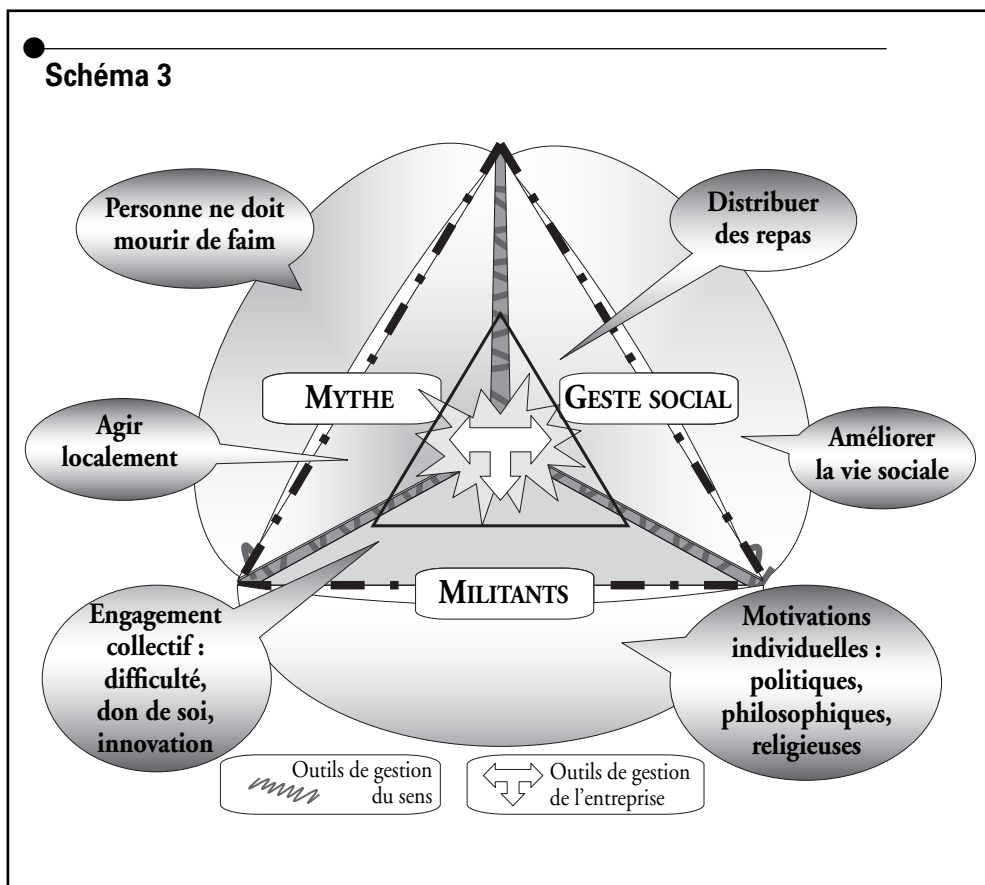 Schéma 3
Personne ne doit
mourir de faim
Distribuer
des repas
MYTHE
GESTE SOCIAL
Agir
localement
Améliorer
la vie sociale
MILITANTS
Engagement
collectif :
difficulté,
don de soi,
innovation
Motivations
individuelles :
politiques,
philosophiques,
religieuses
Outils de gestion
du sens
Outils de gestion
de l'entreprise